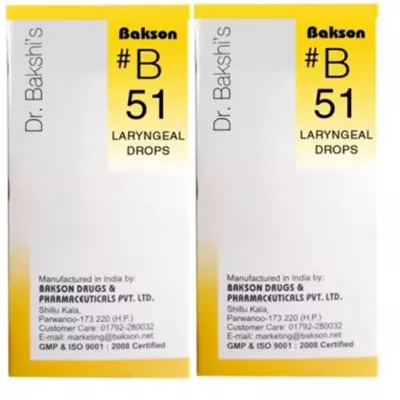 Dr. Bakshi's
Bakson
#B
51
LARYNGEAL
DROPS
Manufactured in India by:
BAKSON DRUGS &
PHARMACEUTICALS PVT. LTD.
Shillu Kala,
Parwanoo-173 220 (H.P.)
Customer Care: 01792-280032
E-mail: marketing@bakson.net
GMP & ISO 9001 : 2008 Certified
Dr. Bakshi's
Bakson
#B
51
LARYNGEAL
DROPS
Manufactured in India by:
BAKSON DRUGS &
PHARMACEUTICALS PVT. LTD.
Shillu Kala,
Parwanoo-173 220 (H.P.)
Customer Care: 01792-280032
E-mail: marketing@bakson.net
GMP & ISO 9001 : 2008 Certified